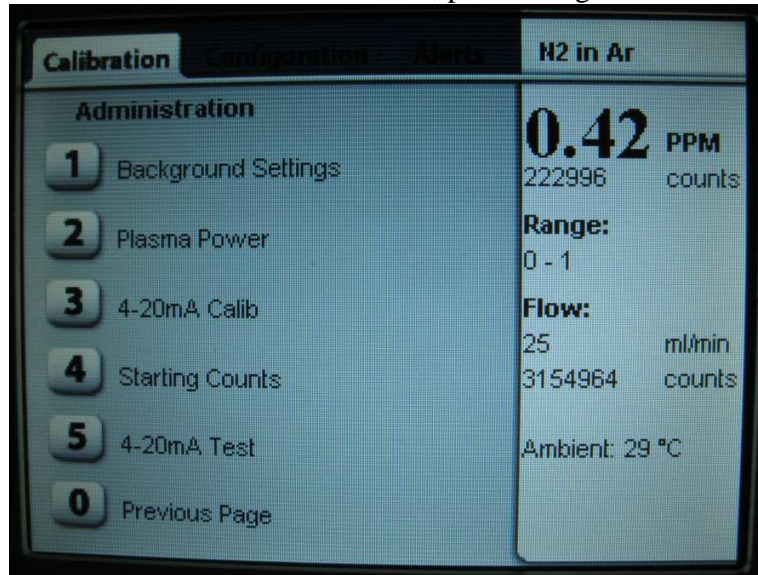 Calibration Configuration Alerts
Administration
1 Background Settings
2 Plasma Power
3 4-20mA Calib
4 Starting Counts
5 4-20mA Test
0 Previous Page
N2 in Ar
0.42 PPM
222996 counts
Range:
0 - 1
Flow:
25 ml/min
3154964 counts
Ambient: 29 °C